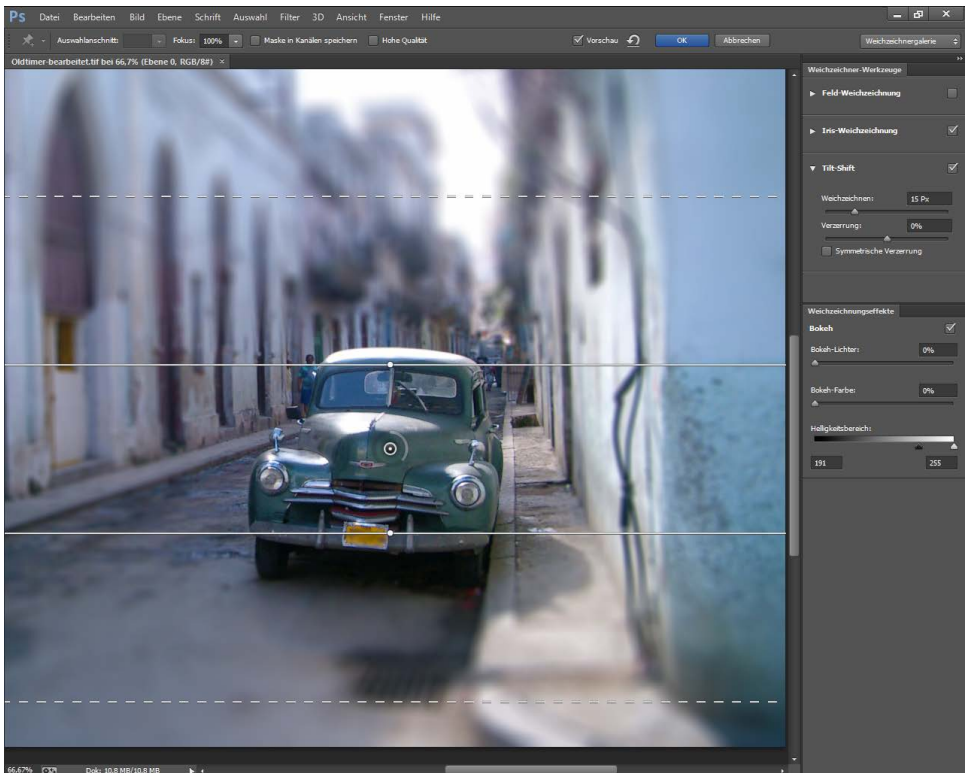 Ps Datei Bearbeiten Bild Ebene Schrift Auswahl Filter 3D Ansicht Fenster Hilfe
Auswahlanschnitt: Fokus: 100% Maske in Kanälen speichern Hohe Qualität Vorschau OK Abbrechen Weichzeichnergalerie
Oldtimer-bearbeitet.tif bei 66,7% (Ebene 0, RGB/8#) ×
Weichzeichner-Werkzeuge
Feld-Weichzeichnung
Iris-Weichzeichnung
Tilt-Shift
Weichzeichnen: 15 Px
Verzerrung: 0%
Symmetrische Verzerrung
Weichzeichnungseffekte
Bokeh
Bokeh-Lichter: 0%
Bokeh-Farbe: 0%
Helligkeitsbereich:
191 255
66,67% Dok: 10,8 MB/10,8 MB